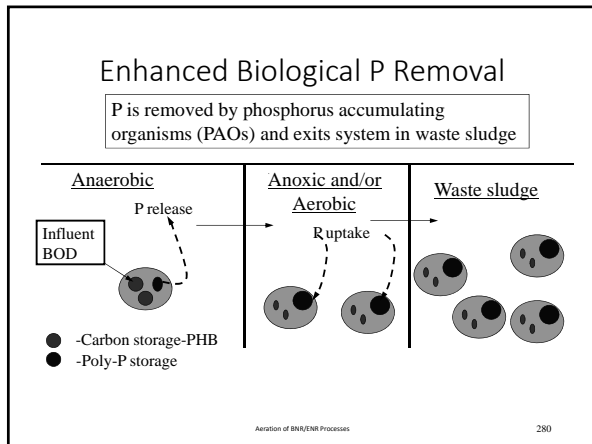 Enhanced Biological P Removal
P is removed by phosphorus accumulating
organisms (PAOs) and exits system in waste sludge
Anaerobic
P release
Influent
BOD
-Carbon storage-PHB
-Poly-P storage
Anoxic and/or
Aerobic
P uptake
Waste sludge
Aeration of BNR/ENR Processes
280